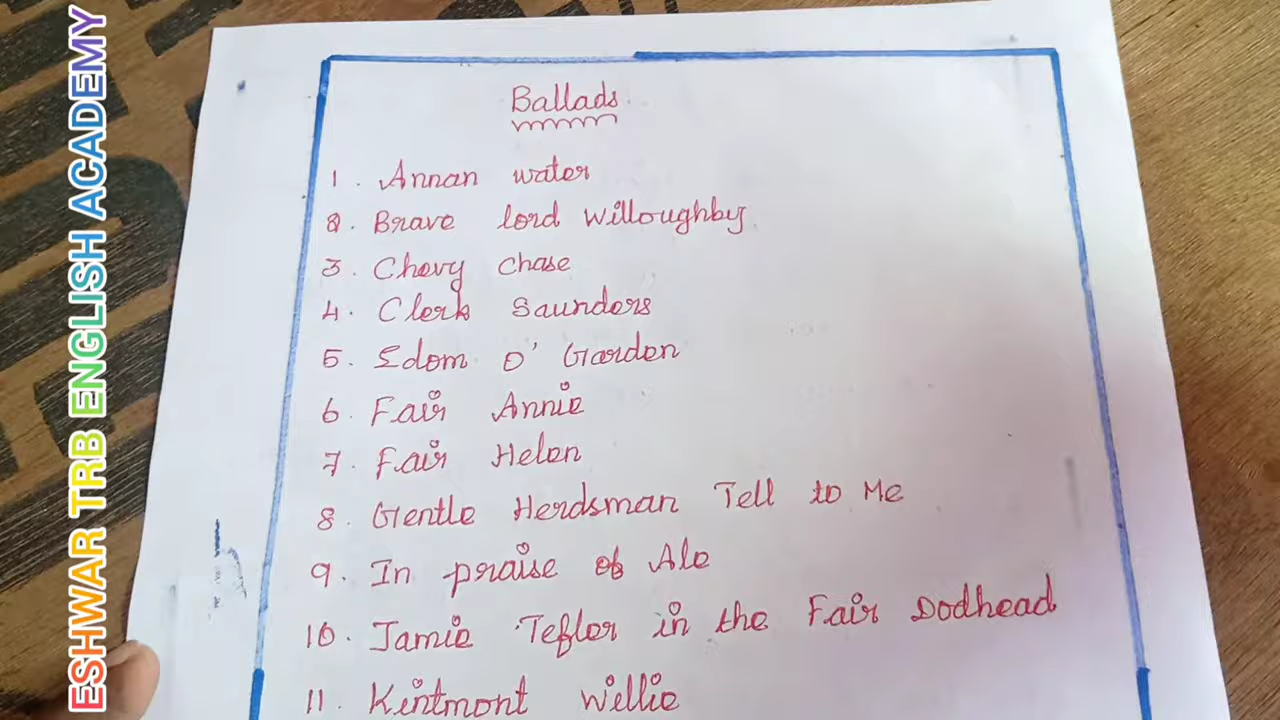 ESHWAR TRB ENGLISH ACADEMY
Ballads
1. Annan water
2. Brave lord Willoughby
3. Chevy chase
4. Clerk Saunders
5. Edom O' Garden
6. Fair Annie
7. Fair Helen
8. Gentle Herdsman Tell to Me
9. In praise of Ale
10. Jamie Tefler in the Fair Dodhead
11. Kintmont Willie